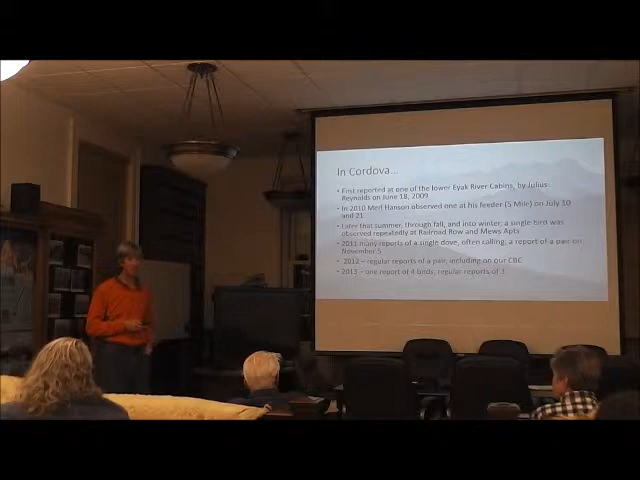 In Cordova...
• First reported at one of the lower Eyak River Cabins, by Julius
Reynolds on June 18, 2009
• In 2010 Merl Hanson observed one at his feeder (5 Mile) on July 10
and 21
• Later that summer, through fall, and into winter, a single bird was
observed repeatedly at Railroad Row and Mews Apts
• 2011 many reports of a single dove, often calling, a report of a pair on
November 5
• 2012 – regular reports of a pair, including on our CBC
• 2013 – one report of 4 birds, regular reports of 3